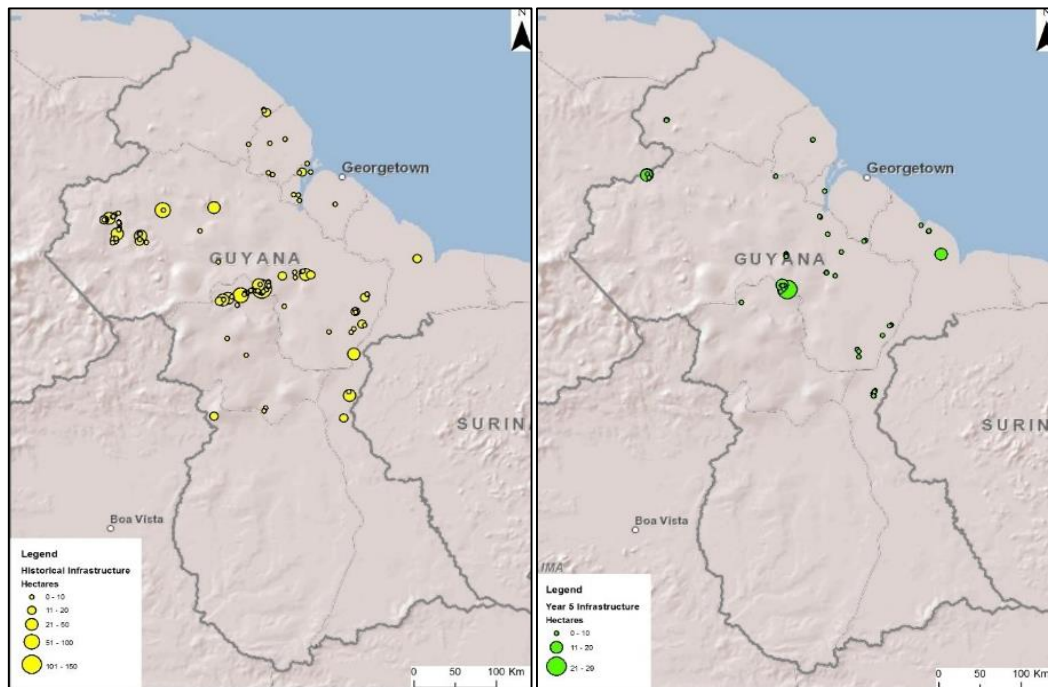 N
Georgetown
GUYANA
SURIN
Boa Vista
Legend
Historical Infrastructure
Hectares
0 - 10
11 - 20
21 - 50
51 - 100
101 - 150
0 50 100 Km
N
Georgetown
GUYANA
SURIN
Boa Vista
IMA
Legend
Year 5 Infrastructure
Hectares
0 - 10
11 - 20
21 - 29
0 50 100 Km